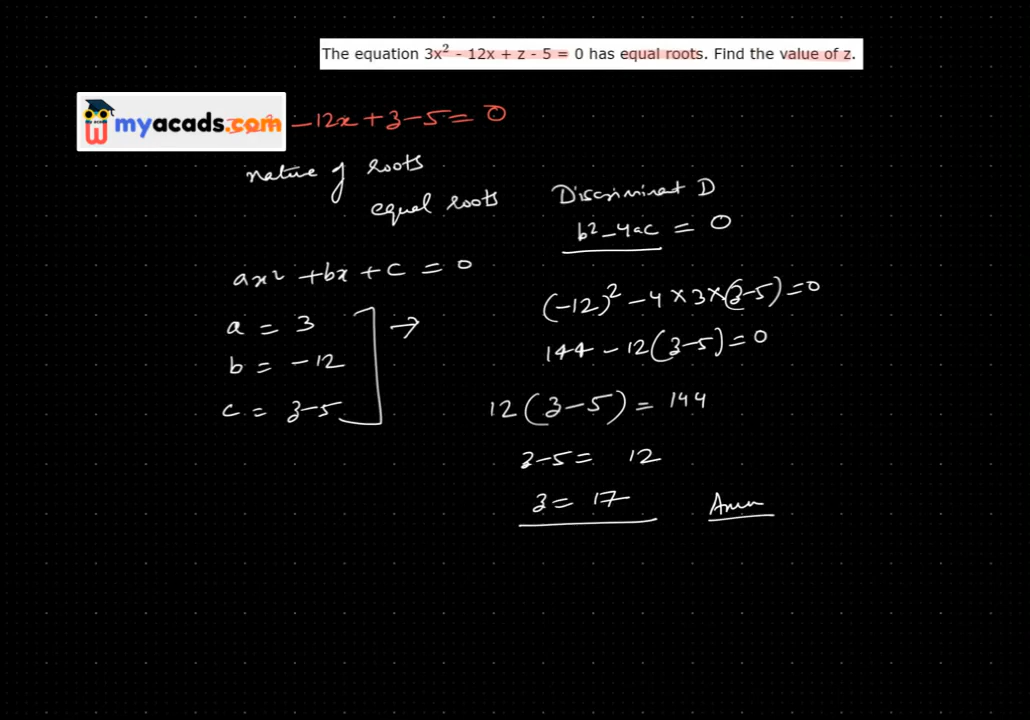 The equation 3x² - 12x + z - 5 = 0 has equal roots. Find the value of z.
myacads.com - 12x + z - 5 = 0
nature of roots
equal roots
Discriminant D
b² - 4ac = 0
ax² + bx + c = 0
a = 3
b = -12
c = z - 5
→
(-12)² - 4 × 3 × (z - 5) = 0
144 - 12(z - 5) = 0
12(z - 5) = 144
z - 5 = 12
z = 17